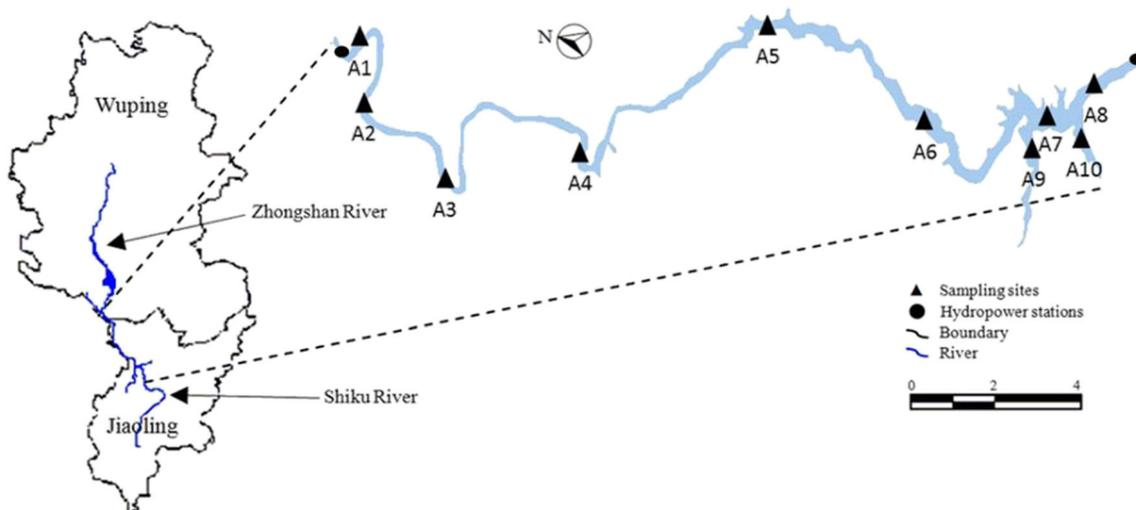 Wuping
Zhongshan River
Shiku River
Jiaoling
N
A1
A2
A3
A4
A5
A6
A7
A8
A9
A10
Sampling sites
Hydropower stations
Boundary
River
0 2 4